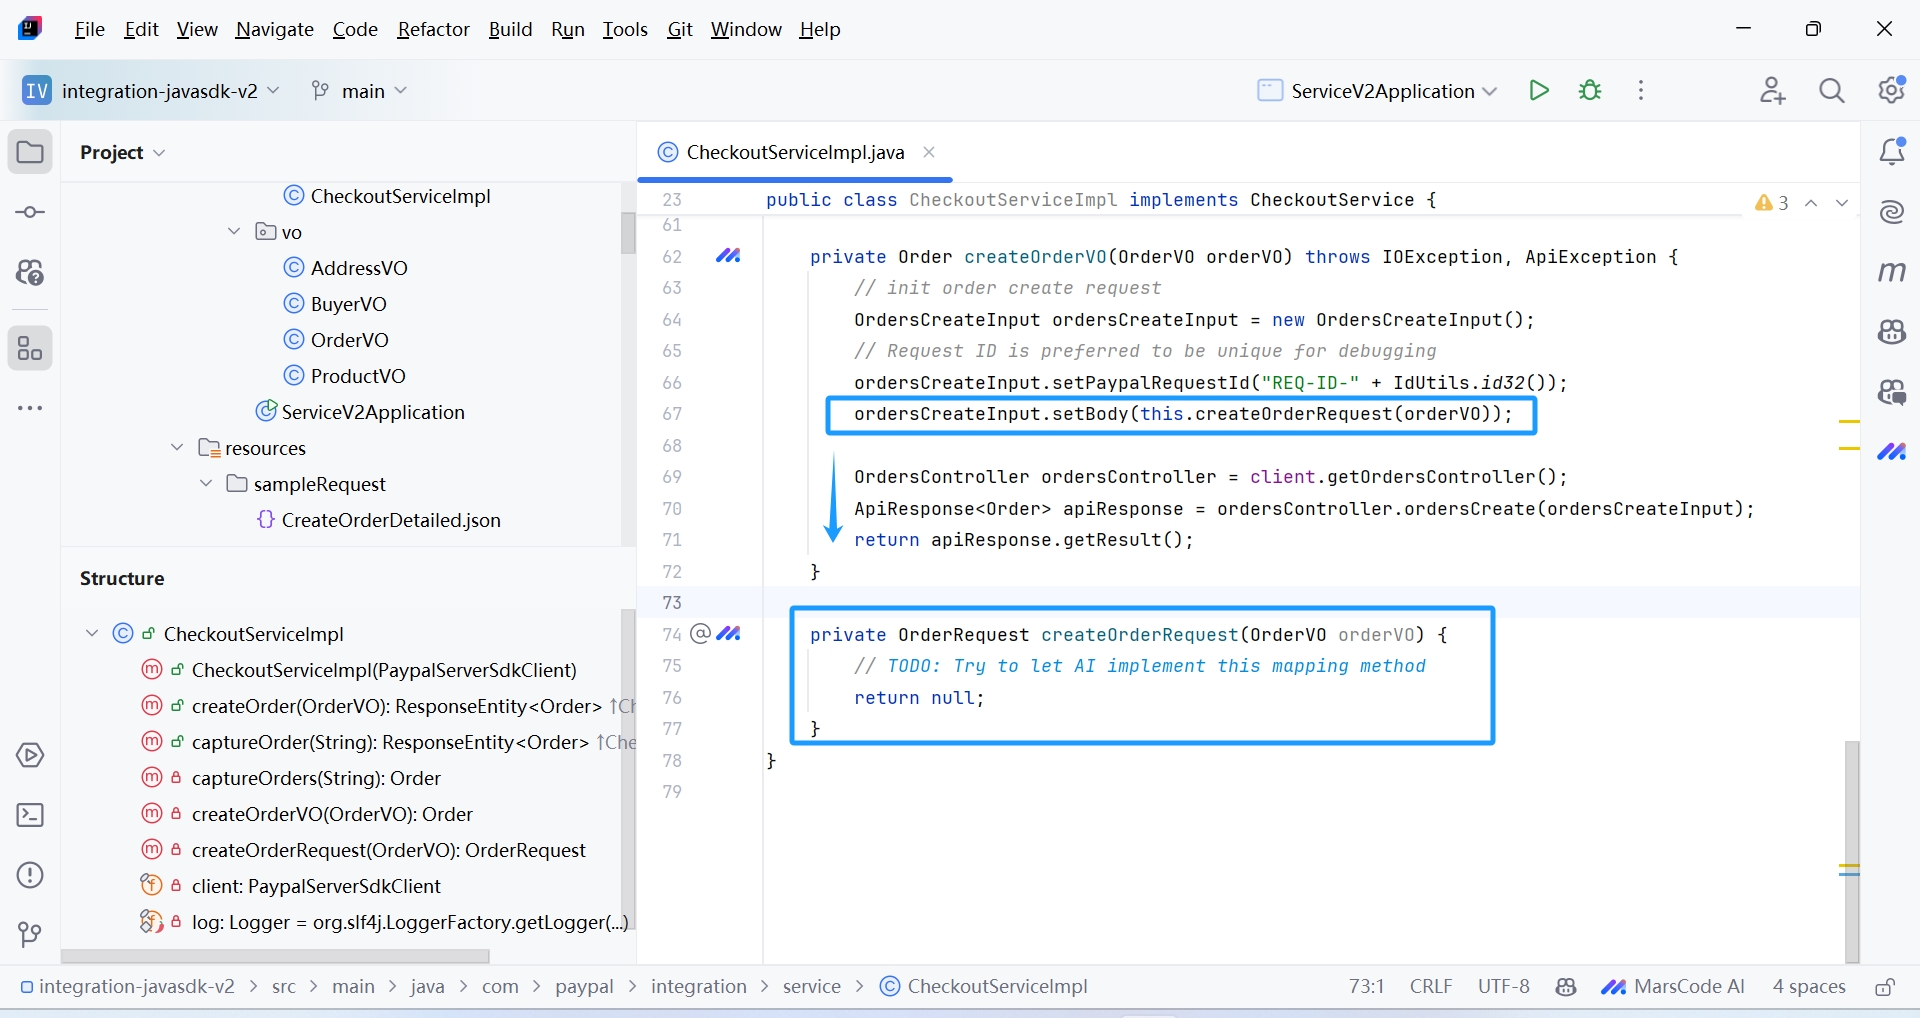 File Edit View Navigate Code Refactor Build Run Tools Git Window Help
IV integration-javasdk-v2 main ServiceV2Application
Project
CheckoutServiceImpl
vo
AddressVO
BuyerVO
OrderVO
ProductVO
ServiceV2Application
resources
sampleRequest
{} CreateOrderDetailed.json
Structure
CheckoutServiceImpl
CheckoutServiceImpl(PaypalServerSdkClient)
createOrder(OrderVO): ResponseEntity<Order> ↑Ch
captureOrder(String): ResponseEntity<Order> ↑Che
captureOrders(String): Order
createOrderVO(OrderVO): Order
createOrderRequest(OrderVO): OrderRequest
client: PaypalServerSdkClient
log: Logger = org.slf4j.LoggerFactory.getLogger(...)
CheckoutServiceImpl.java
23 public class CheckoutServiceImpl implements CheckoutService { 3
61
62 private Order createOrderVO(OrderVO orderVO) throws IOException, ApiException {
63 // init order create request
64 OrdersCreateInput ordersCreateInput = new OrdersCreateInput();
65 // Request ID is preferred to be unique for debugging
66 ordersCreateInput.setPaypalRequestId("REQ-ID-" + IdUtils.id32());
67 ordersCreateInput.setBody(this.createOrderRequest(orderVO));
68
69 OrdersController ordersController = client.getOrdersController();
70 ApiResponse<Order> apiResponse = ordersController.ordersCreate(ordersCreateInput);
71 return apiResponse.getResult();
72 }
73
74 @ private OrderRequest createOrderRequest(OrderVO orderVO) {
75 // TODO: Try to let AI implement this mapping method
76 return null;
77 }
78 }
79
integration-javasdk-v2 > src > main > java > com > paypal > integration > service > CheckoutServiceImpl 73:1 CRLF UTF-8 MarsCode AI 4 spaces